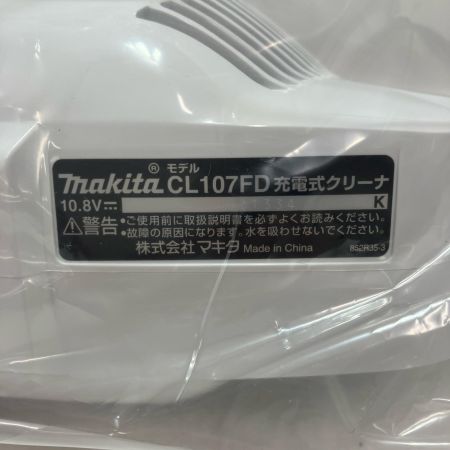 モデル
makita® CL107FD 充電式クリーナ
10.8V K
⚠警告 •ご使用前に取扱説明書を必ずよくお読みください。
•故障の原因になります。水を吸わせないでください。
株式会社マキタ Made in China 852R35-3